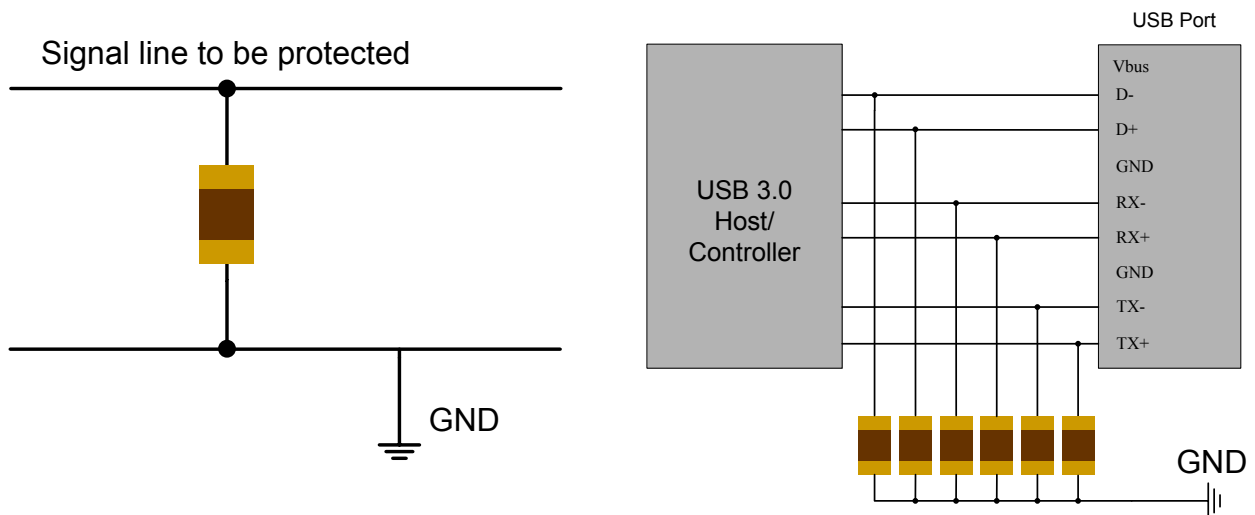 Signal line to be protected
GND
USB Port
USB 3.0
Host/
Controller
Vbus
D-
D+
GND
RX-
RX+
GND
TX-
TX+
GND